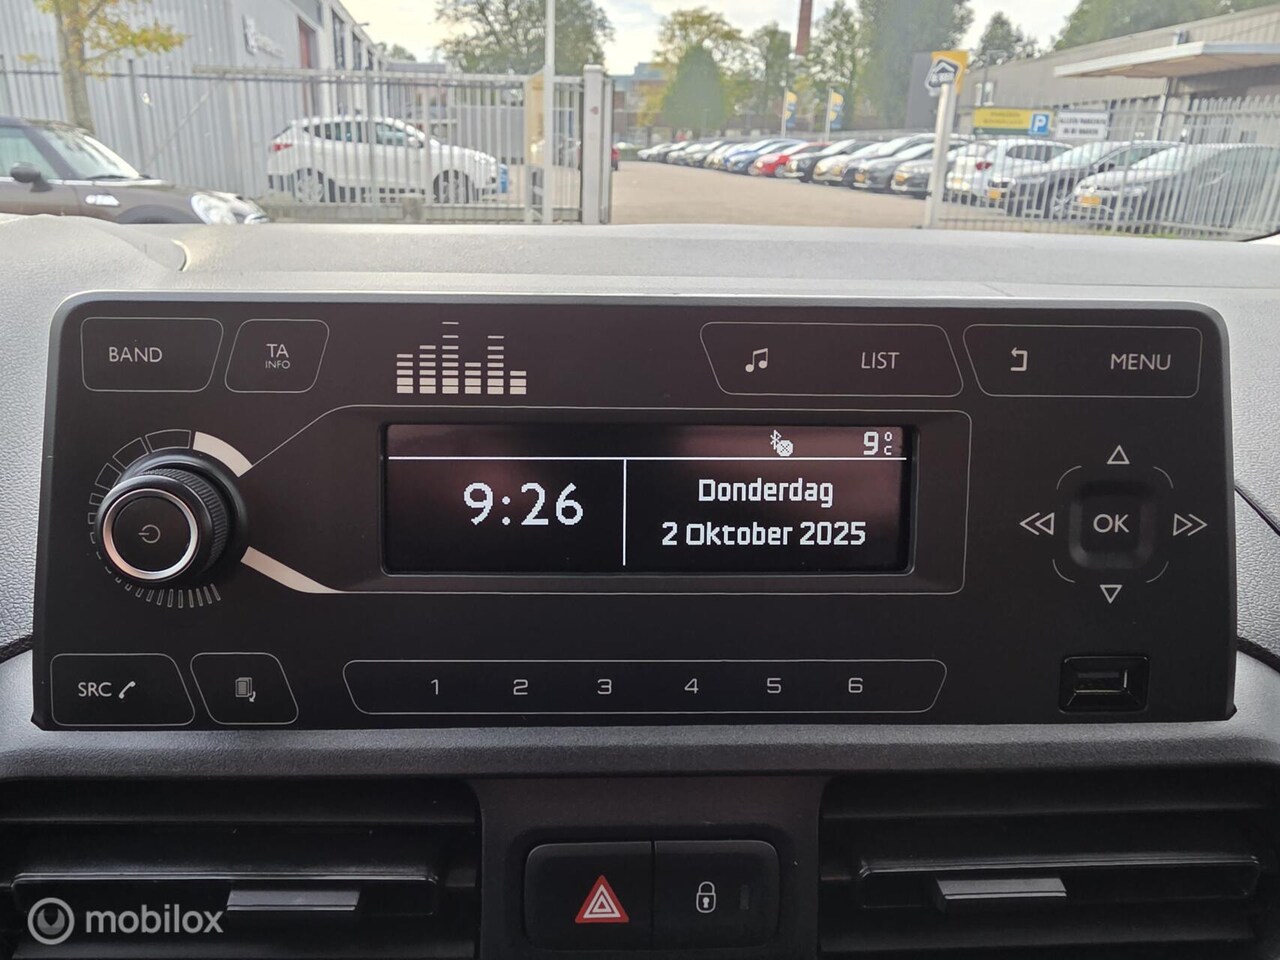 BAND
TA
INFO
LIST
MENU
9°C
9:26
Donderdag
2 Oktober 2025
OK
SRC
1 2 3 4 5 6
P
mobilox